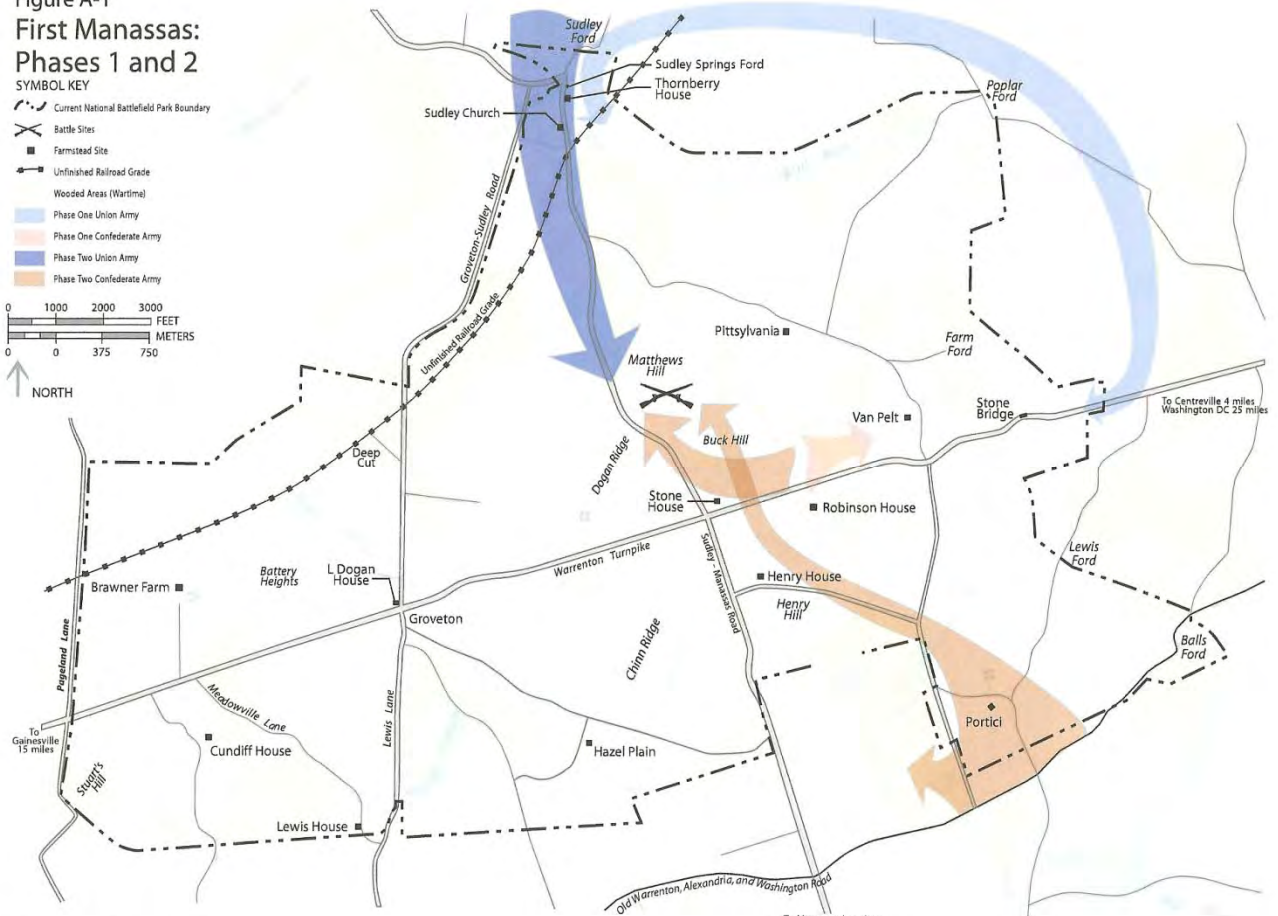 Figure A-1
First Manassas:
Phases 1 and 2
SYMBOL KEY
Current National Battlefield Park Boundary
Battle Sites
Farmstead Site
Unfinished Railroad Grade
Wooded Areas (Wartime)
Phase One Union Army
Phase One Confederate Army
Phase Two Union Army
Phase Two Confederate Army
0 1000 2000 3000
FEET
METERS
0 0 375 750
NORTH
Sudley
Ford
Sudley Springs Ford
Thornberry
House
Sudley Church
Poplar
Ford
Groveton-Sudley Road
Unfinished Railroad Grade
Pittsylvania
Farm
Ford
Matthews
Hill
Van Pelt
Stone
Bridge
To Centreville 4 miles
Washington DC 25 miles
Buck Hill
Dogan Ridge
Deep
Cut
Stone
House
Robinson House
Lewis
Ford
Warrenton Turnpike
Sudley - Manassas Road
Henry House
Henry
Hill
Battery
Heights
L Dogan
House
Brawner Farm
Groveton
Balls
Ford
Chinn Ridge
Pageland Lane
Meadowville Lane
Lewis Lane
Portici
To
Gainesville
15 miles
Cundiff House
Hazel Plain
Stuart's
Hill
Lewis House
Old Warrenton, Alexandria, and Washington Road